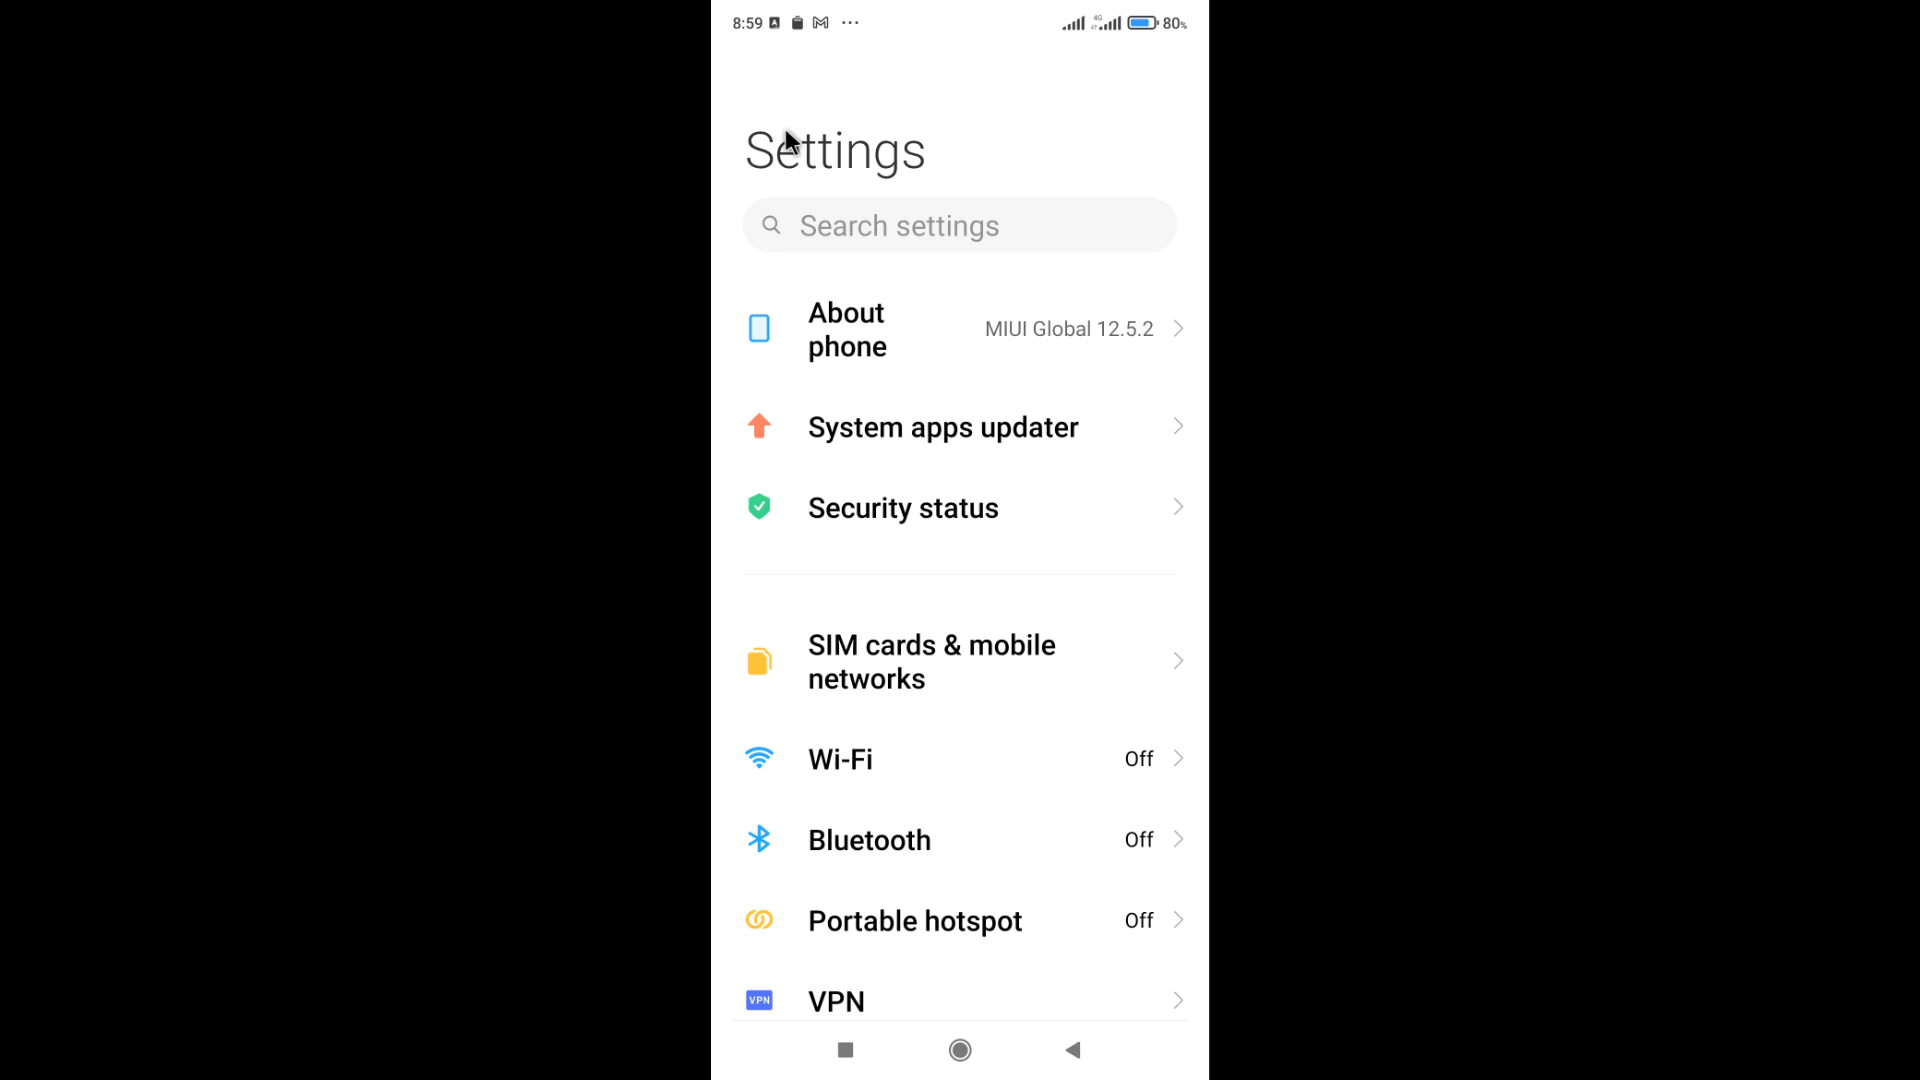 8:59 ... 4G 80%
Settings
Search settings
About
phone
MIUI Global 12.5.2
System apps updater
Security status
SIM cards & mobile
networks
Wi-Fi Off
Bluetooth Off
Portable hotspot Off
VPN VPN